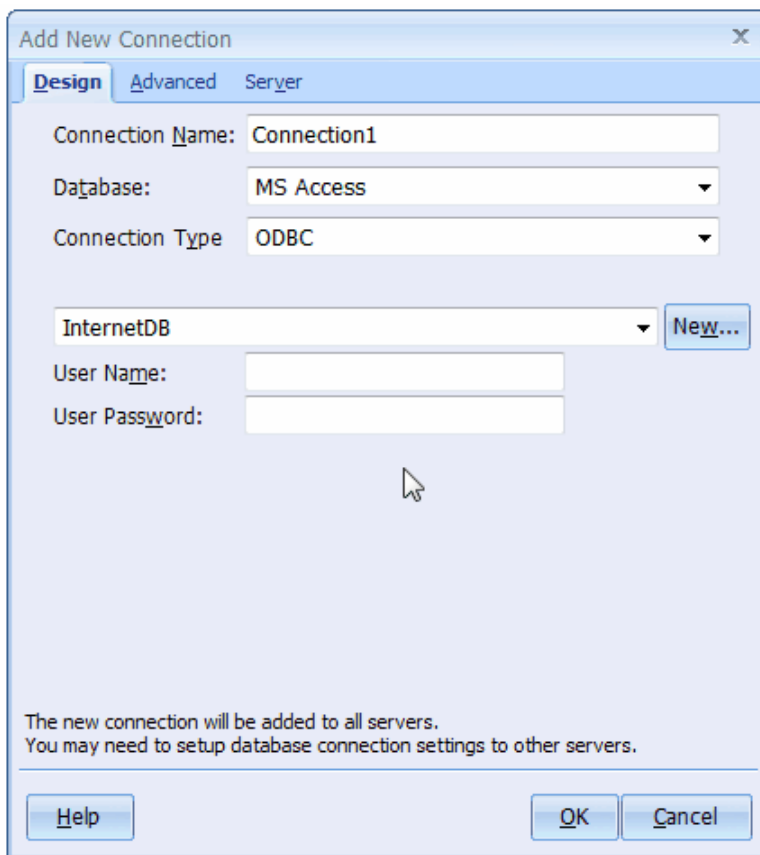 Add New Connection
Design Advanced Server
Connection Name: Connection1
Database: MS Access
Connection Type ODBC
InternetDB New...
User Name:
User Password:
The new connection will be added to all servers.
You may need to setup database connection settings to other servers.
Help OK Cancel